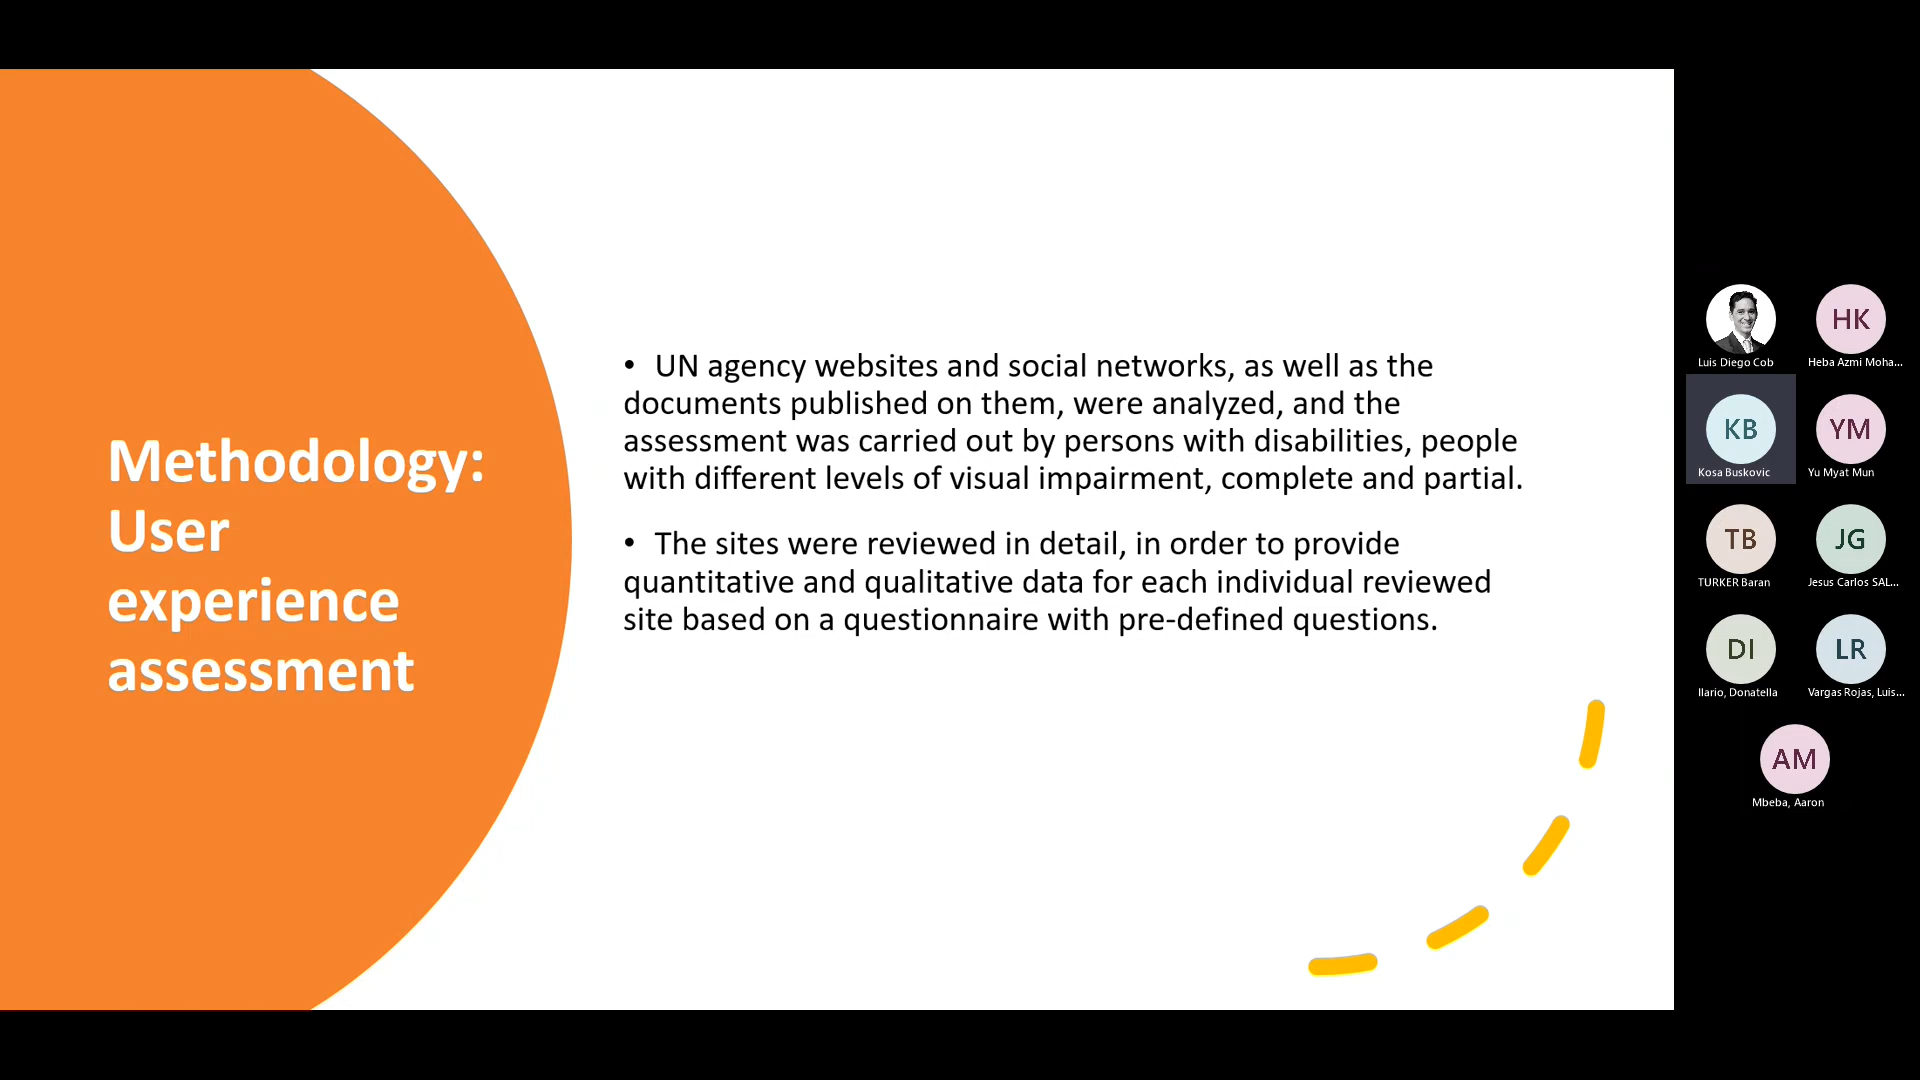 Methodology:
User
experience
assessment
• UN agency websites and social networks, as well as the
documents published on them, were analyzed, and the
assessment was carried out by persons with disabilities, people
with different levels of visual impairment, complete and partial.
• The sites were reviewed in detail, in order to provide
quantitative and qualitative data for each individual reviewed
site based on a questionnaire with pre-defined questions.
Luis Diego Cob
HK
Heba Azmi Moha...
KB
Kosa Buskovic
YM
Yu Myat Mun
TB
TURKER Baran
JG
Jesus Carlos SAL...
DI
Ilario, Donatella
LR
Vargas Rojas, Luis...
AM
Mbeba, Aaron